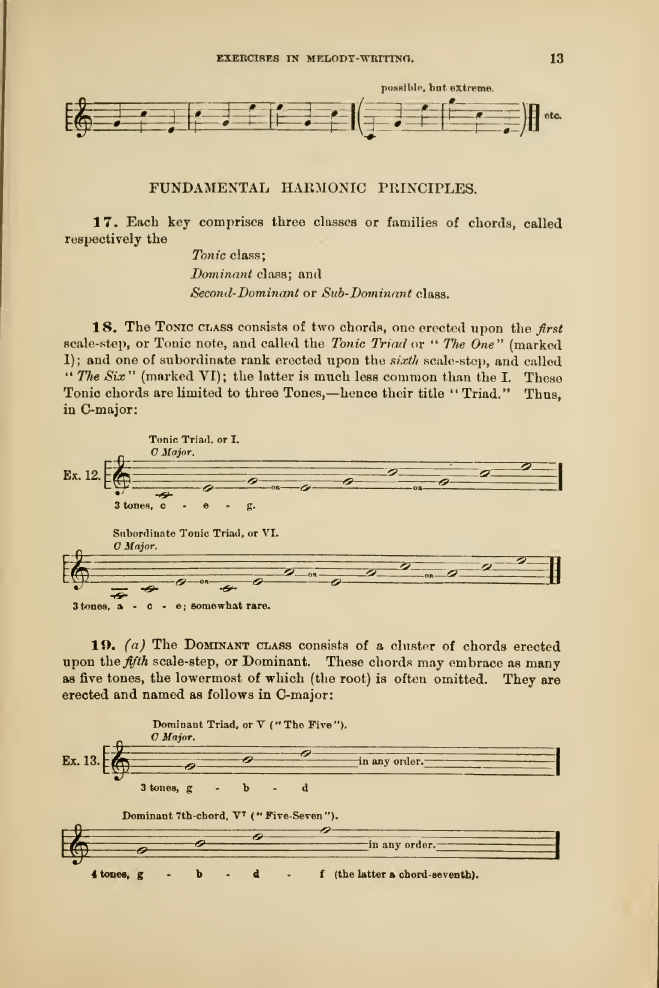 EXERCISES IN MELODY-WRITING. 13
possible, but extreme.
etc.
FUNDAMENTAL HARMONIC PRINCIPLES.
17. Each key comprises three classes or families of chords, called
respectively the
Tonic class;
Dominant class; and
Second-Dominant or Sub-Dominant class.
18. The TONIC CLASS consists of two chords, one erected upon the first
scale-step, or Tonic note, and called the Tonic Triad or "The One" (marked
I); and one of subordinate rank erected upon the sixth scale-step, and called
"The Six" (marked VI); the latter is much less common than the I. These
Tonic chords are limited to three Tones,—hence their title "Triad." Thus,
in C-major:
Tonic Triad, or I.
C Major.
Ex. 12. or or
3 tones, c - e - g.
Subordinate Tonic Triad, or VI.
C Major.
or or or
3 tones, a - c - e; somewhat rare.
19. (a) The DOMINANT CLASS consists of a cluster of chords erected
upon the fifth scale-step, or Dominant. These chords may embrace as many
as five tones, the lowermost of which (the root) is often omitted. They are
erected and named as follows in C-major:
Dominant Triad, or V ("The Five").
C Major.
Ex. 13. in any order.
3 tones, g - b - d
Dominant 7th-chord, V⁷ ("Five-Seven").
in any order.
4 tones, g - b - d - f (the latter a chord-seventh).